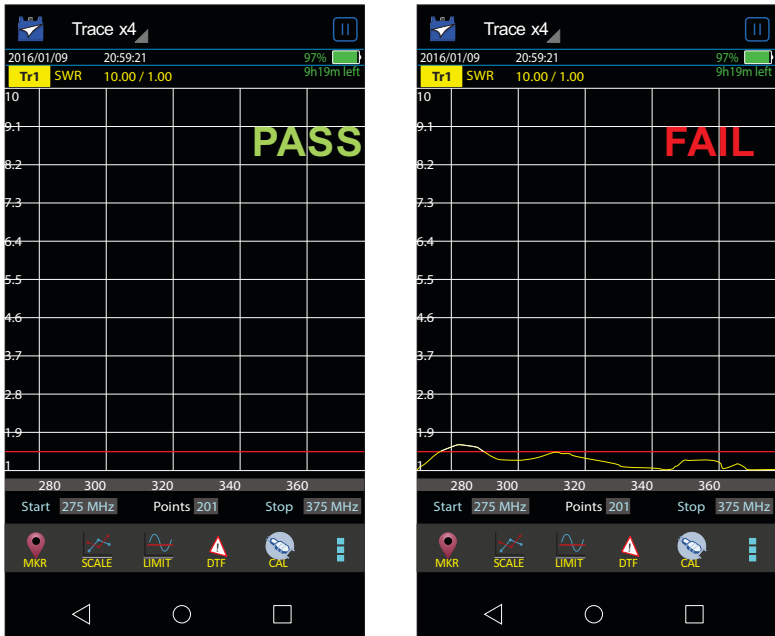 Trace x4
2016/01/09 20:59:21 97%
9h19m left
Tr1 SWR 10.00 / 1.00
10
9.1
PASS
8.2
7.3
6.4
5.5
4.6
3.7
2.8
1.9
1
280 300 320 340 360
Start 275 MHz Points 201 Stop 375 MHz
MKR SCALE LIMIT DTF CAL
Trace x4
2016/01/09 20:59:21 97%
9h19m left
Tr1 SWR 10.00 / 1.00
10
9.1
FAIL
8.2
7.3
6.4
5.5
4.6
3.7
2.8
1.9
1
280 300 320 340 360
Start 275 MHz Points 201 Stop 375 MHz
MKR SCALE LIMIT DTF CAL